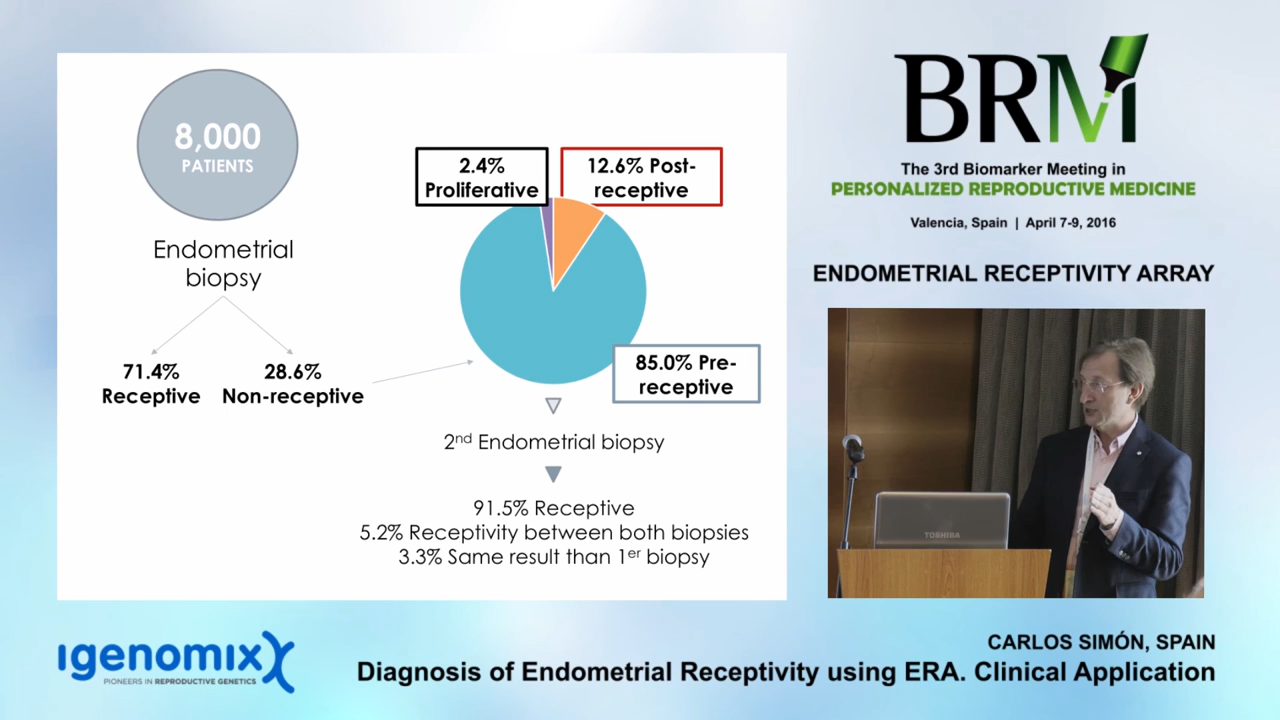 8,000
PATIENTS
Endometrial
biopsy
71.4%
Receptive
28.6%
Non-receptive
2.4%
Proliferative
12.6% Post-
receptive
85.0% Pre-
receptive
2nd Endometrial biopsy
91.5% Receptive
5.2% Receptivity between both biopsies
3.3% Same result than 1er biopsy
BRM
The 3rd Biomarker Meeting in
PERSONALIZED REPRODUCTIVE MEDICINE
Valencia, Spain | April 7-9, 2016
ENDOMETRIAL RECEPTIVITY ARRAY
TOSHIBA
igenomix
PIONEERS IN REPRODUCTIVE GENETICS
CARLOS SIMÓN, SPAIN
Diagnosis of Endometrial Receptivity using ERA. Clinical Application